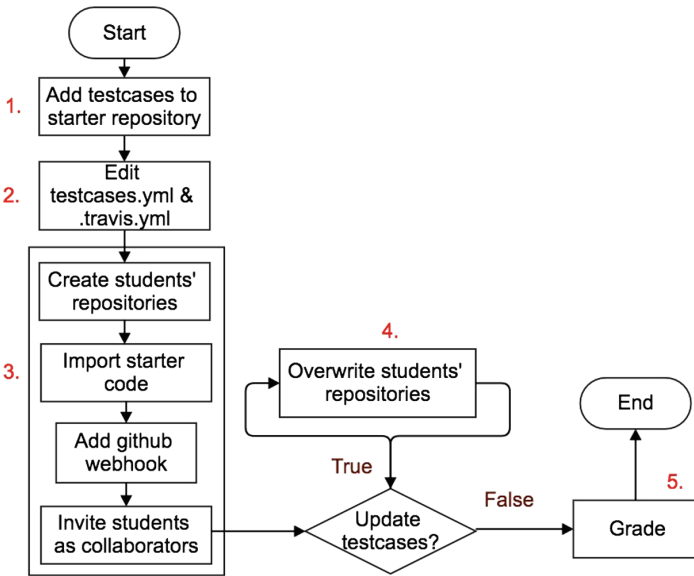 Start
1.
Add testcases to
starter repository
2.
Edit
testcases.yml &
.travis.yml
3.
Create students'
repositories
Import starter
code
Add github
webhook
Invite students
as collaborators
4.
Overwrite students'
repositories
True
Update
testcases?
False
5.
Grade
End